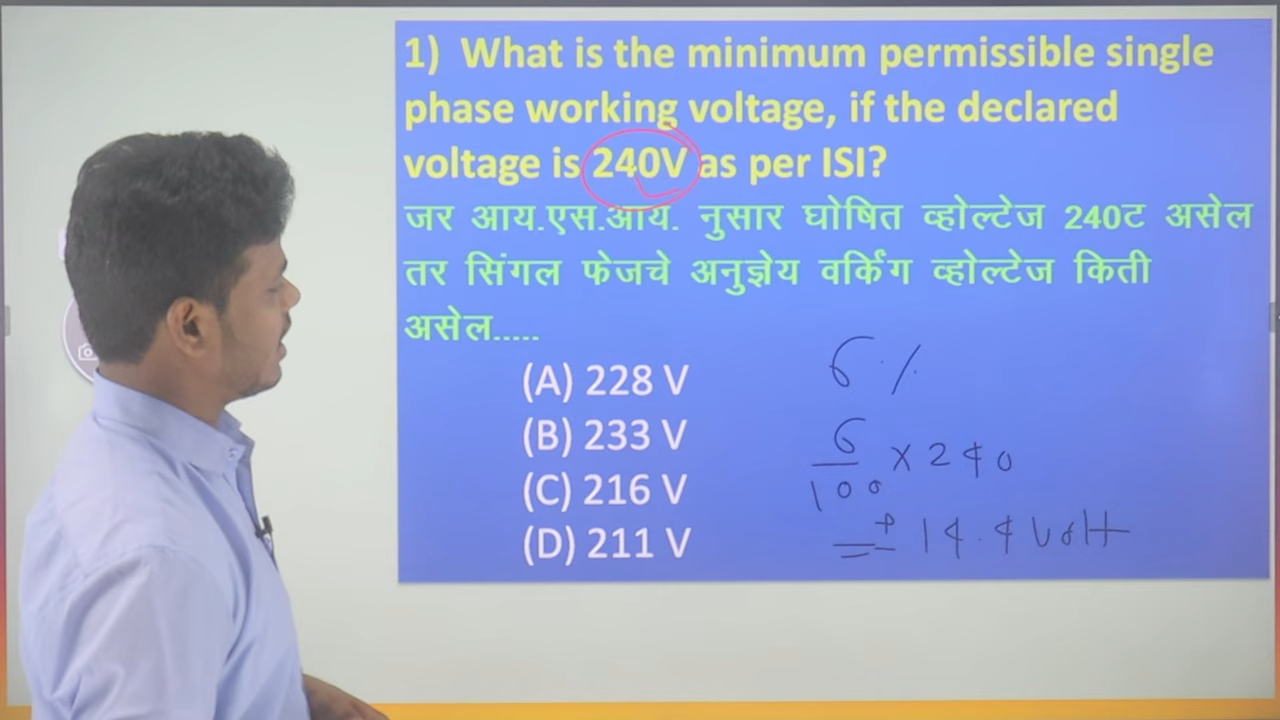 1) What is the minimum permissible single
phase working voltage, if the declared
voltage is 240V as per ISI?
जर आय.एस.आय. नुसार घोषित व्होल्टेज 240ट असेल
तर सिंगल फेजचे अनुज्ञेय वर्किंग व्होल्टेज किती
असेल.....
(A) 228 V
(B) 233 V
(C) 216 V
(D) 211 V
6 %
6
100 × 240
= ± 14.4 Volt